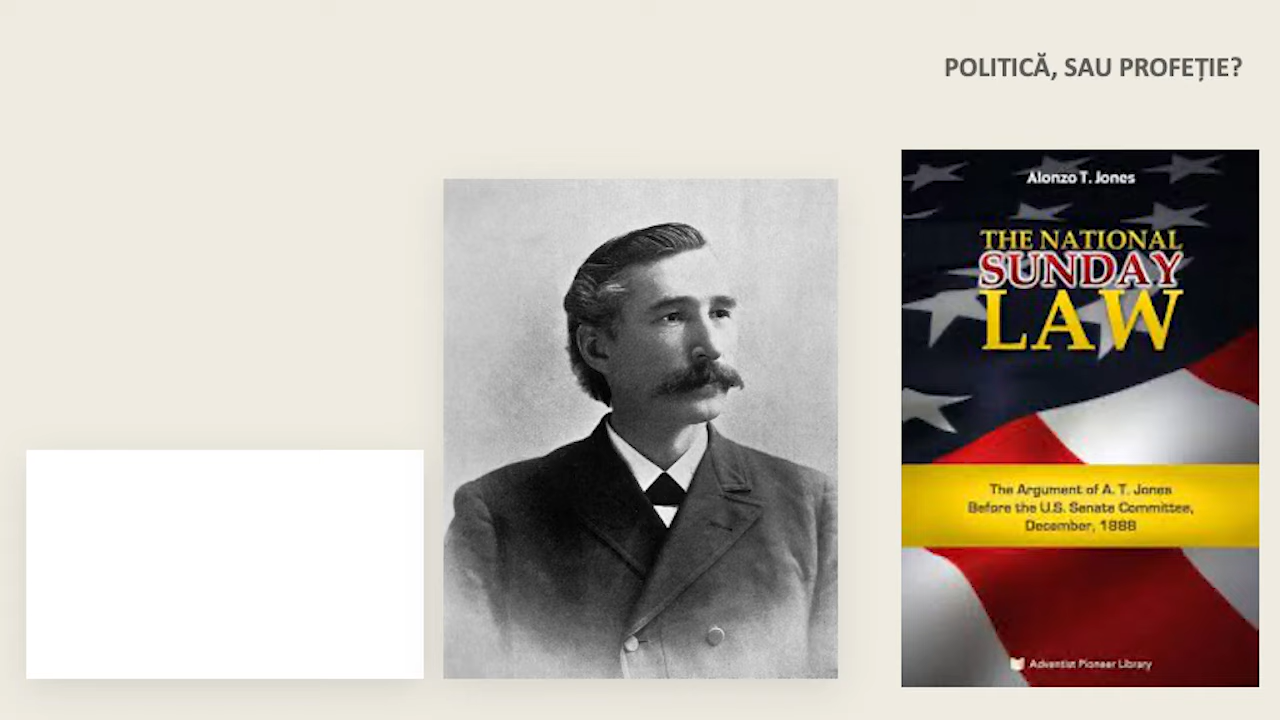 POLITICĂ, SAU PROFEȚIE?
Alonzo T. Jones
THE NATIONAL
SUNDAY
LAW
The Argument of A. T. Jones
Before the U.S. Senate Committee,
December, 1888
Adventist Pioneer Library